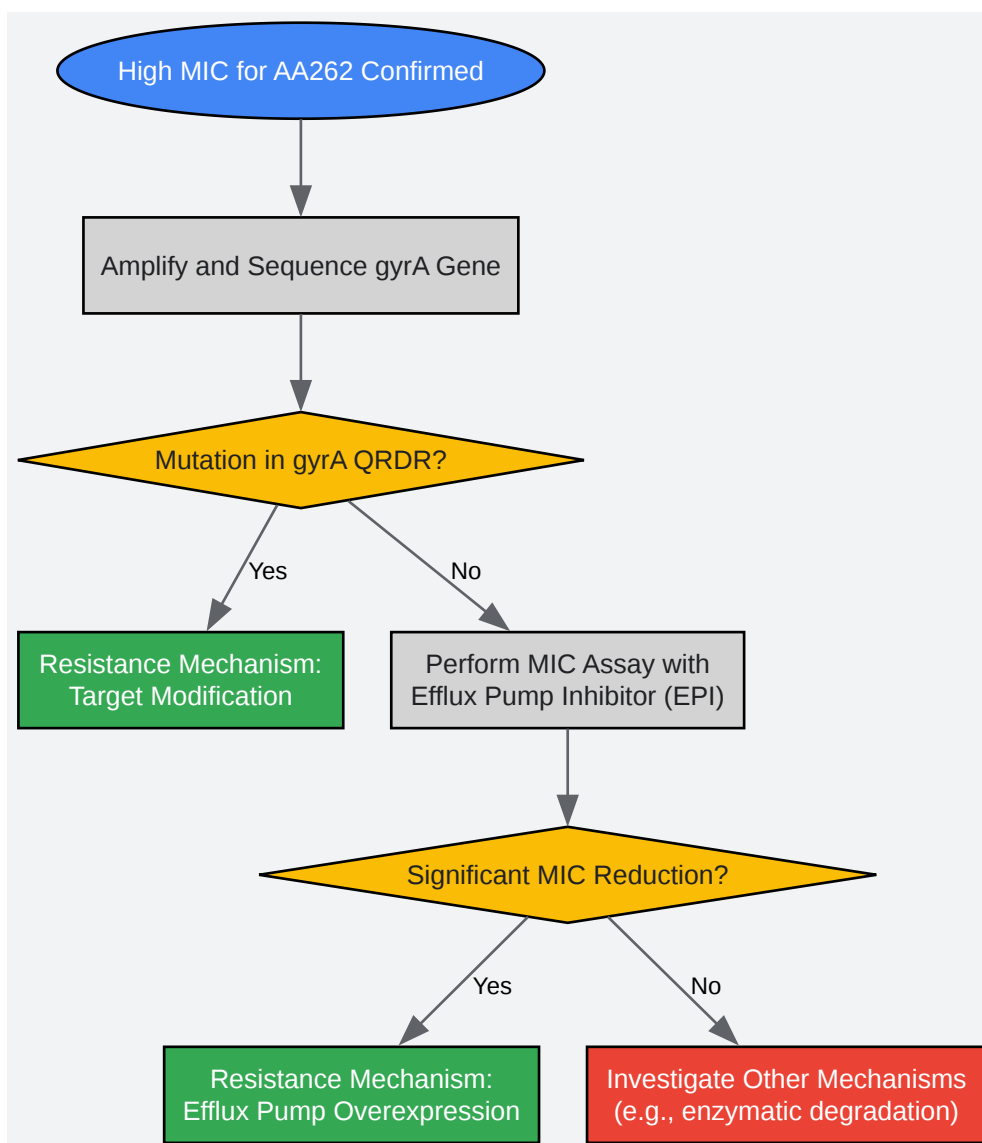 High MIC for AA262 Confirmed
Amplify and Sequence gyrA Gene
Mutation in gyrA QRDR?
Yes
No
Resistance Mechanism:
Target Modification
Perform MIC Assay with
Efflux Pump Inhibitor (EPI)
Significant MIC Reduction?
Yes
No
Resistance Mechanism:
Efflux Pump Overexpression
Investigate Other Mechanisms
(e.g., enzymatic degradation)